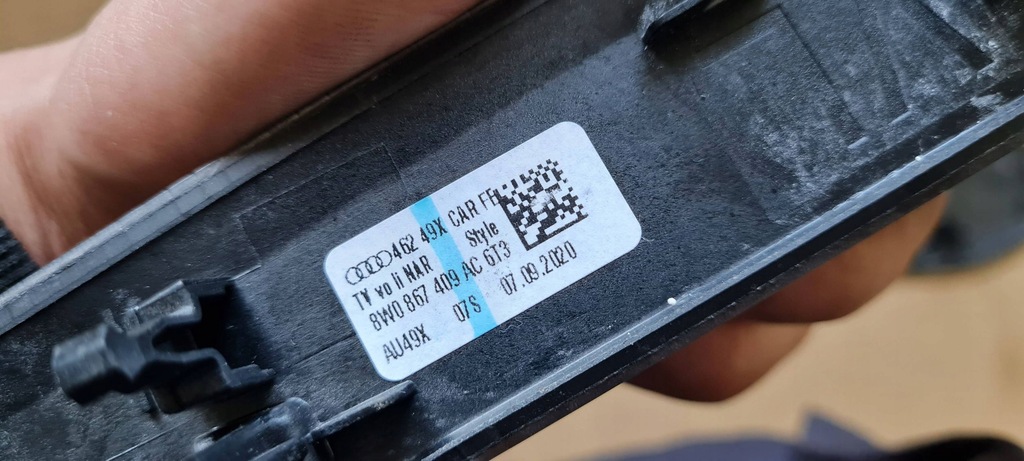 462 49X CAR FF
TV vo li NAR Style
8W0 867 409 AC 6T3
AU49X 07S 07.09.2020